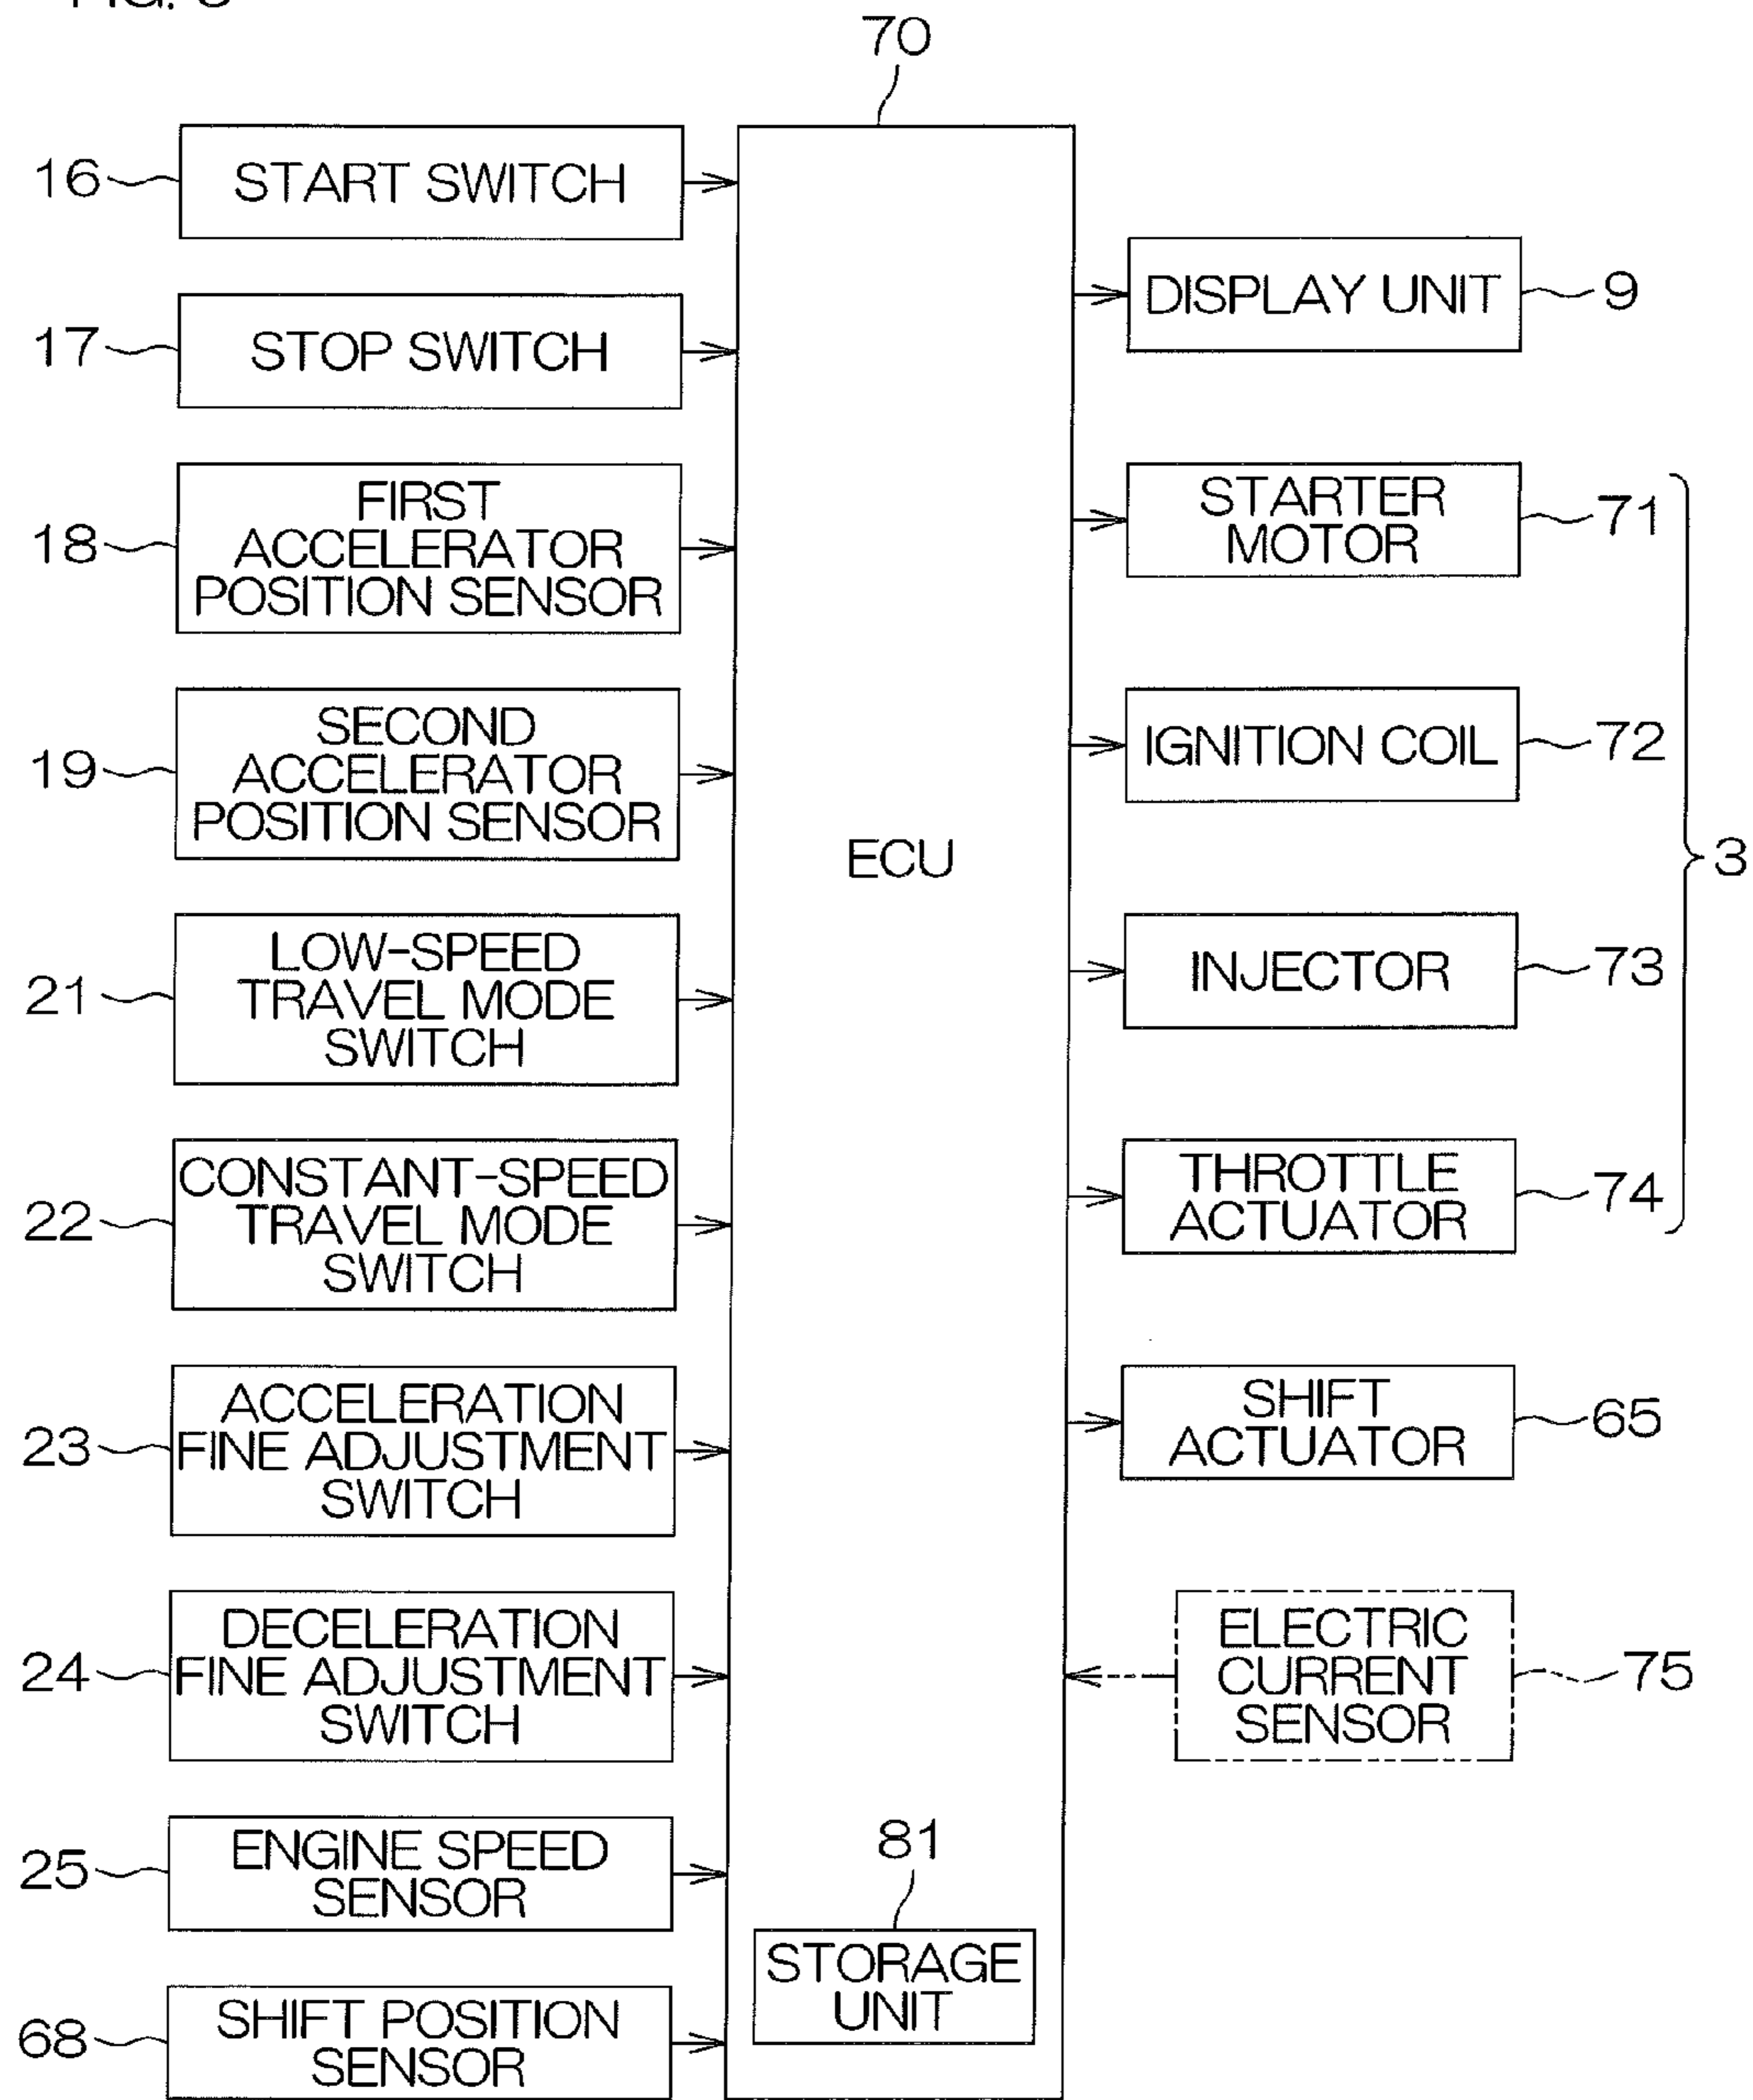 70
16
START SWITCH
17
STOP SWITCH
18
FIRST
ACCELERATOR
POSITION SENSOR
19
SECOND
ACCELERATOR
POSITION SENSOR
21
LOW-SPEED
TRAVEL MODE
SWITCH
22
CONSTANT-SPEED
TRAVEL MODE
SWITCH
23
ACCELERATION
FINE ADJUSTMENT
SWITCH
24
DECELERATION
FINE ADJUSTMENT
SWITCH
25
ENGINE SPEED
SENSOR
68
SHIFT POSITION
SENSOR
ECU
81
STORAGE
UNIT
DISPLAY UNIT
9
STARTER
MOTOR
71
IGNITION COIL
72
INJECTOR
73
THROTTLE
ACTUATOR
74
3
SHIFT
ACTUATOR
65
ELECTRIC
CURRENT
SENSOR
75